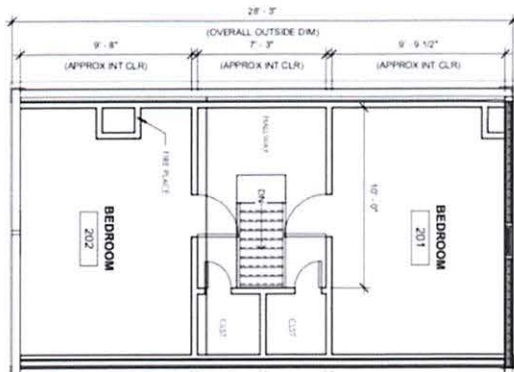 28' - 3"
(OVERALL OUTSIDE DIM)
9' - 8"
7' - 3"
9' - 9 1/2"
(APPROX INT CLR)
(APPROX INT CLR)
(APPROX INT CLR)
HALLWAY
FIRE PLACE
DN
10' - 0"
BEDROOM
202
BEDROOM
201
CLST
CLST